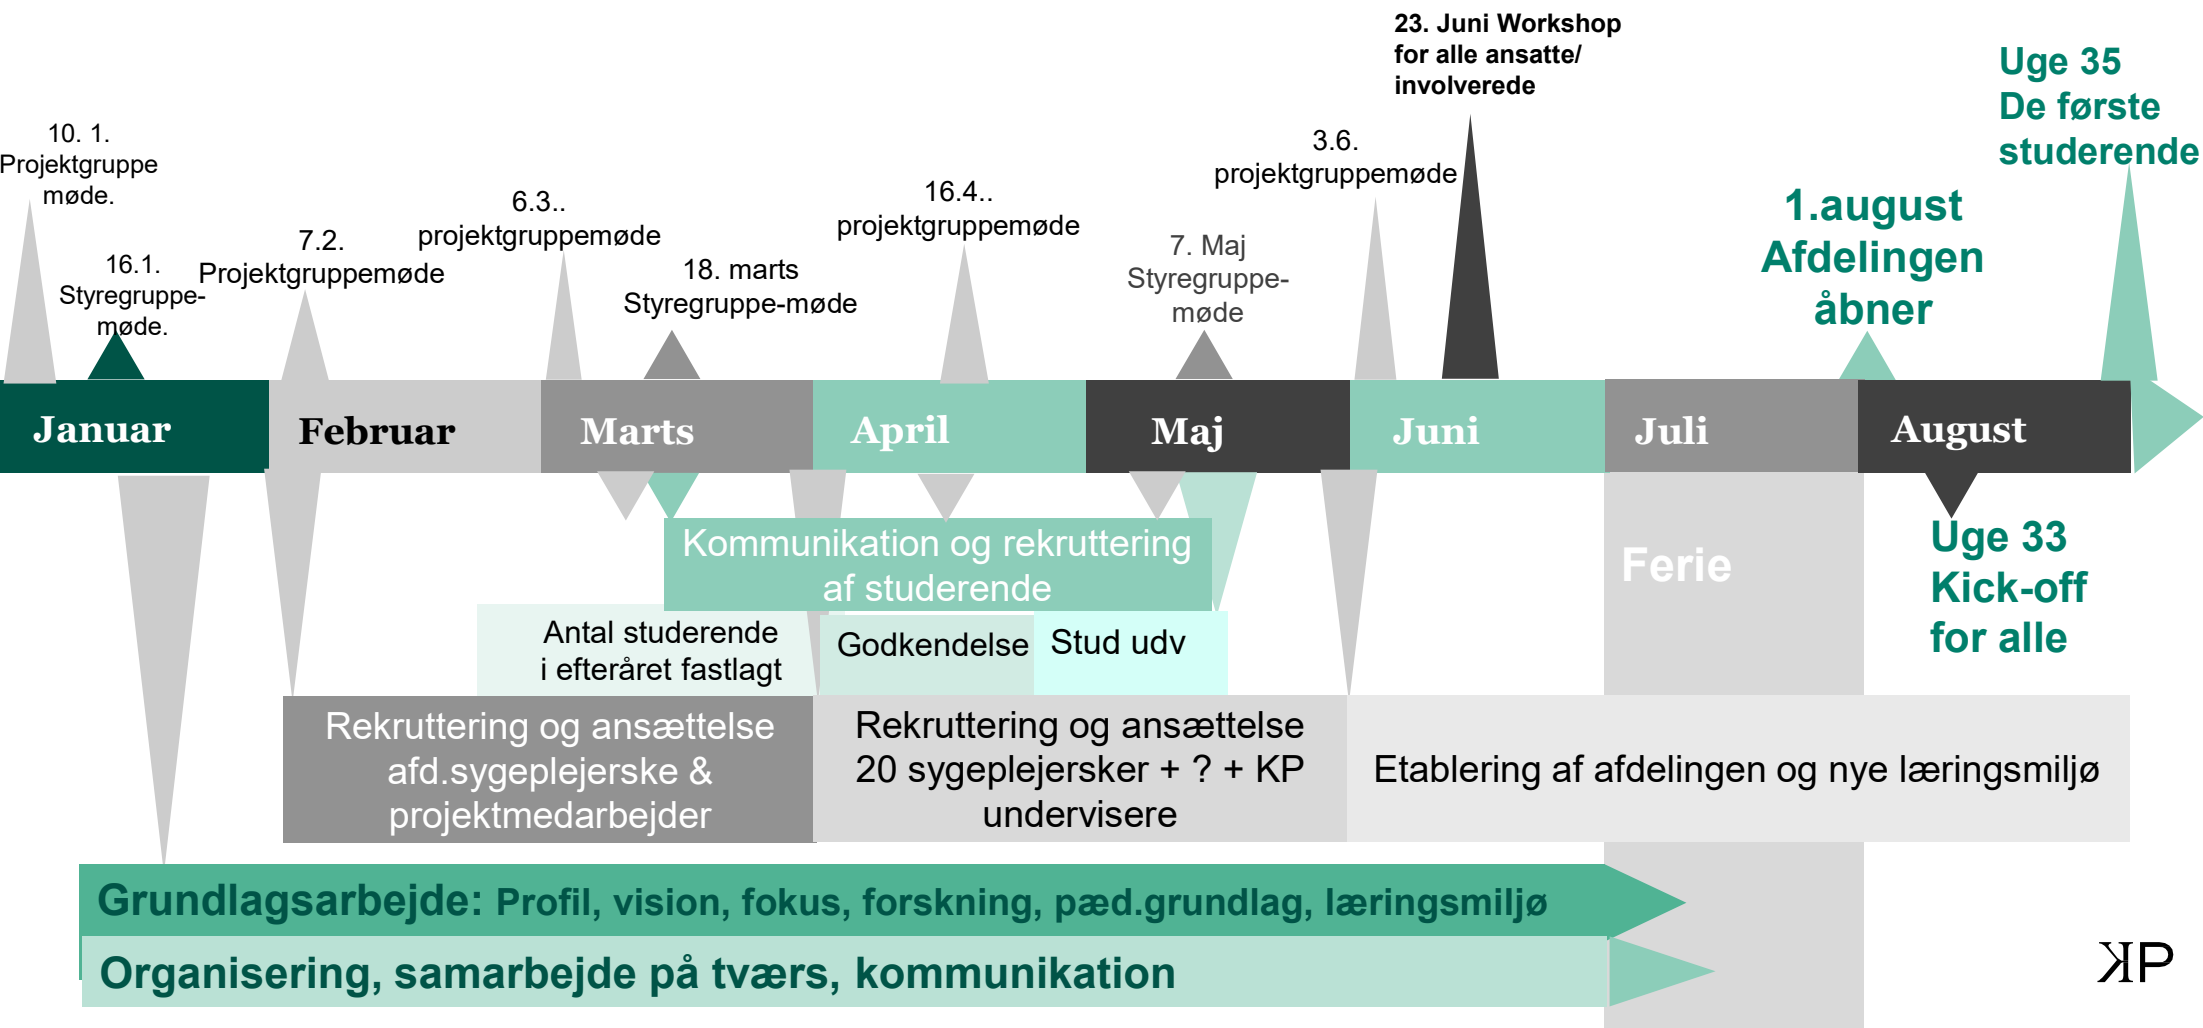 23. Juni Workshop
for alle ansatte/
involverede
Uge 35
De første
studerende
10. 1.
Projektgruppe
møde.
16.1.
Styregruppe-
møde.
7.2.
Projektgruppemøde
6.3..
projektgruppemøde
18. marts
Styregruppe-møde
16.4..
projektgruppemøde
7. Maj
Styregruppe-
møde
3.6.
projektgruppemøde
1.august
Afdelingen
åbner
Januar
Februar
Marts
April
Maj
Juni
Juli
August
Kommunikation og rekruttering
af studerende
Ferie
Uge 33
Kick-off
for alle
Antal studerende
i efteråret fastlagt
Godkendelse
Stud udv
Rekruttering og ansættelse
afd.sygeplejerske &
projektmedarbejder
Rekruttering og ansættelse
20 sygeplejersker + ? + KP
undervisere
Etablering af afdelingen og nye læringsmiljø
Grundlagsarbejde: Profil, vision, fokus, forskning, pæd.grundlag, læringsmiljø
Organisering, samarbejde på tværs, kommunikation
KP